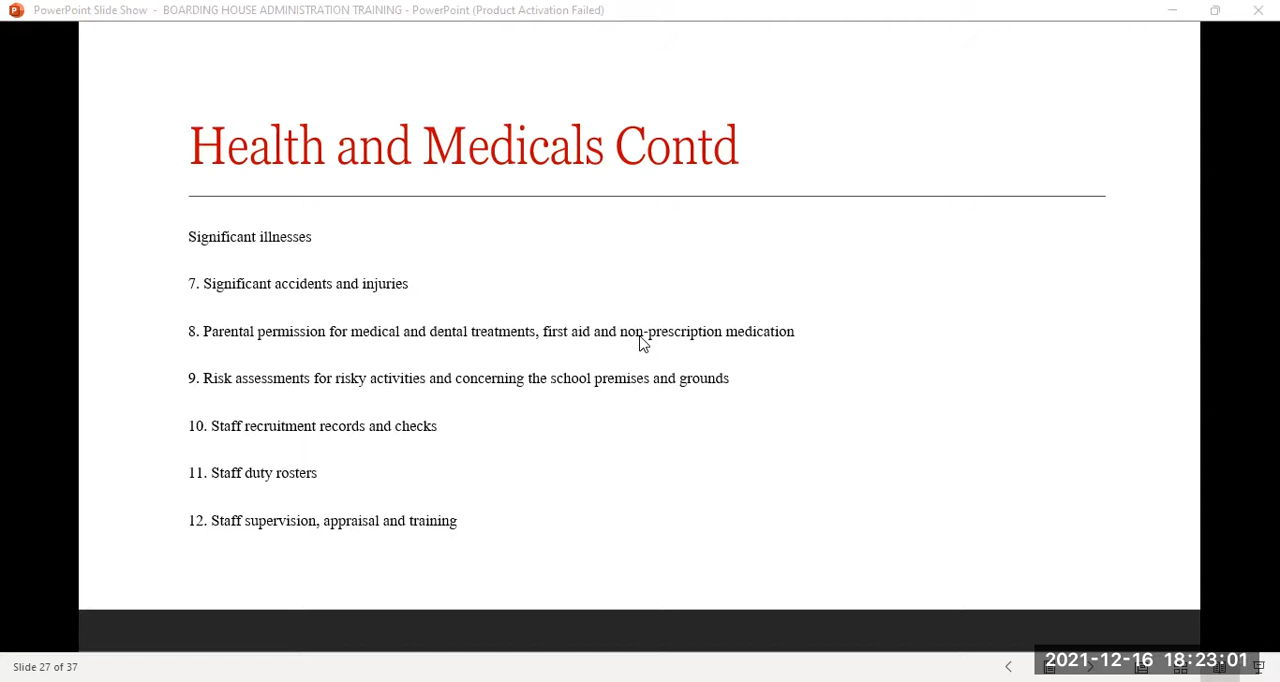 PowerPoint Slide Show - BOARDING HOUSE ADMINISTRATION TRAINING - PowerPoint (Product Activation Failed)
Health and Medicals Contd
Significant illnesses
7. Significant accidents and injuries
8. Parental permission for medical and dental treatments, first aid and non-prescription medication
9. Risk assessments for risky activities and concerning the school premises and grounds
10. Staff recruitment records and checks
11. Staff duty rosters
12. Staff supervision, appraisal and training
Slide 27 of 37
2021-12-16 18:23:01